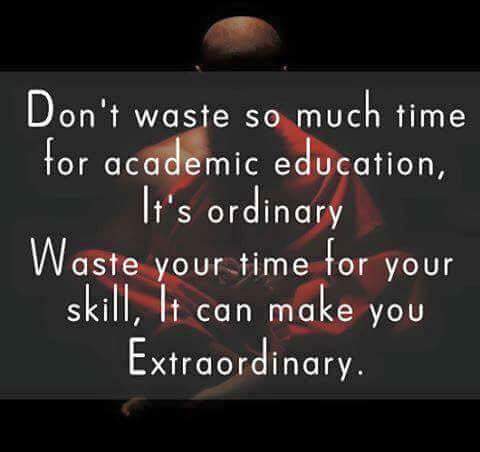 Don't waste so much time
for academic education,
It's ordinary
Waste your time for your
skill, It can make you
Extraordinary.